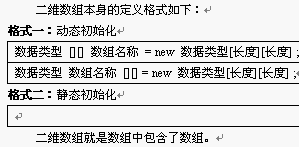 二维数组本身的定义格式如下：
格式一：动态初始化
数据类型 [][] 数组名称 = new 数据类型[长度][长度] ;
数据类型 [][] 数组名称 = new 数据类型[长度][长度] ;
格式二：静态初始化
二维数组就是数组中包含了数组。